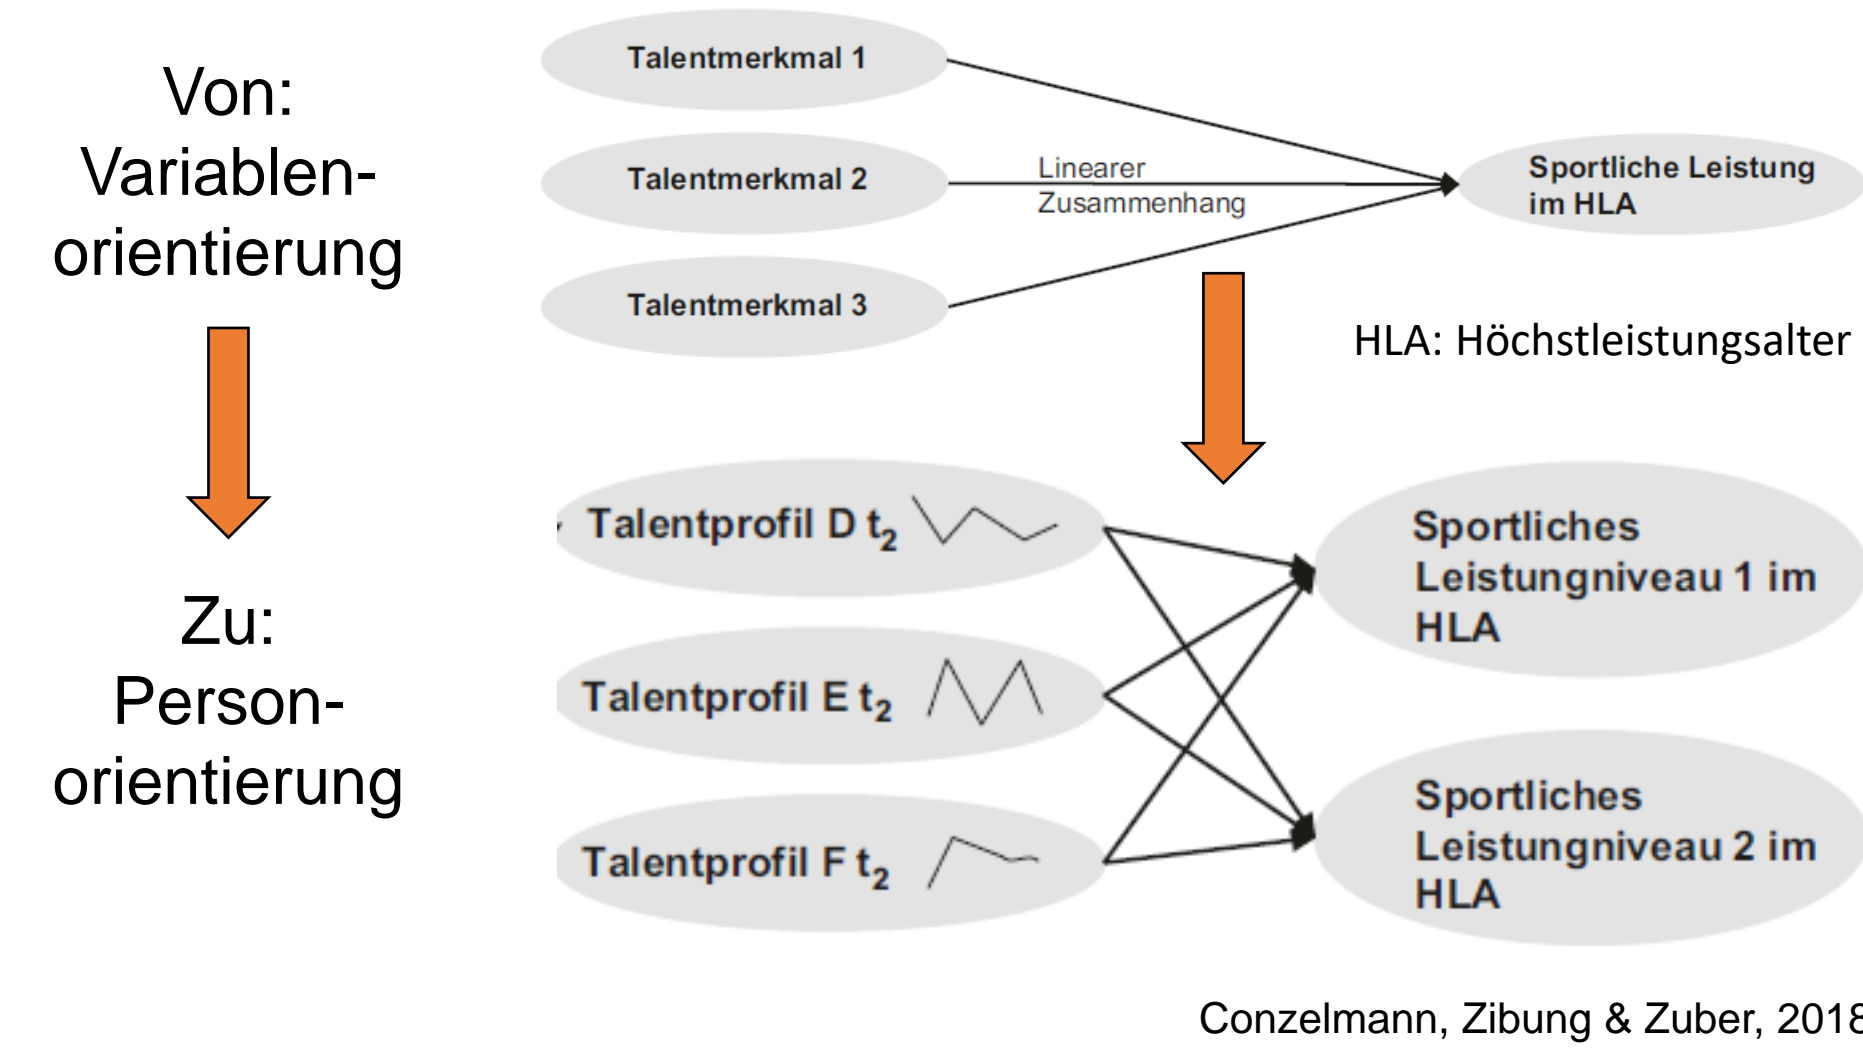 Von:
Variablen-
orientierung
Talentmerkmal 1
Talentmerkmal 2
Talentmerkmal 3
Linearer
Zusammenhang
Sportliche Leistung
im HLA
HLA: Höchstleistungsalter
Zu:
Person-
orientierung
Talentprofil D t₂
Talentprofil E t₂
Talentprofil F t₂
Sportliches
Leistungniveau 1 im
HLA
Sportliches
Leistungniveau 2 im
HLA
Conzelmann, Zibung & Zuber, 2018